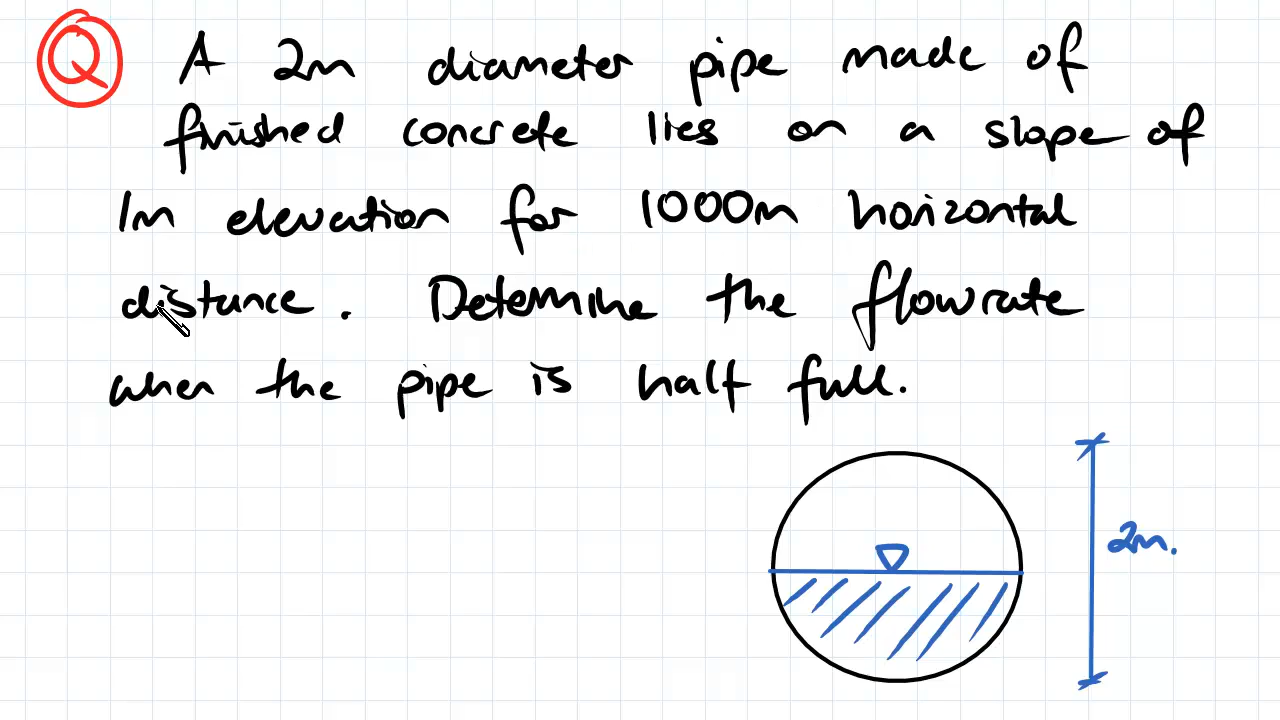 Q A 2m diameter pipe made of
finished concrete lies on a slope of
1m elevation for 1000m horizontal
distance. Determine the flowrate
when the pipe is half full.
2m.